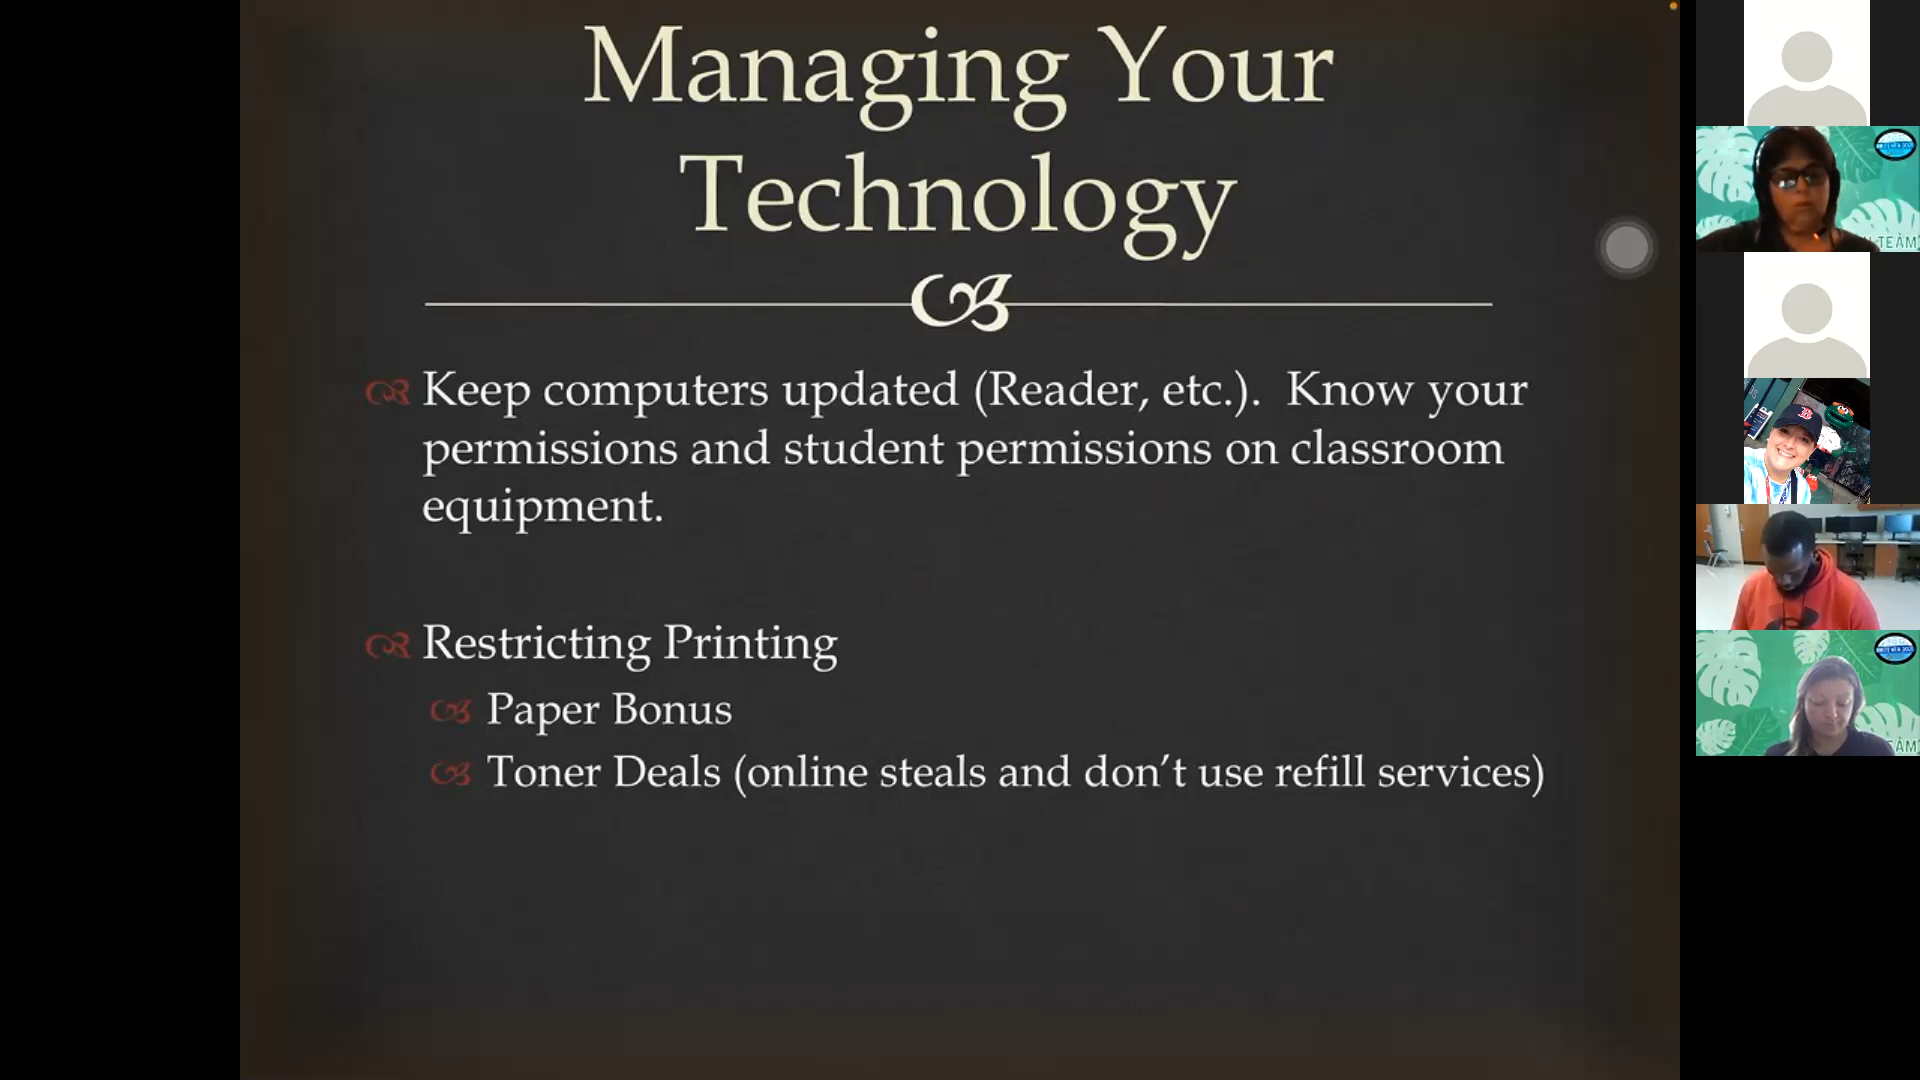 Managing Your
Technology
Keep computers updated (Reader, etc.).  Know your
permissions and student permissions on classroom
equipment.
Restricting Printing
Paper Bonus
Toner Deals (online steals and don’t use refill services)
TEAM